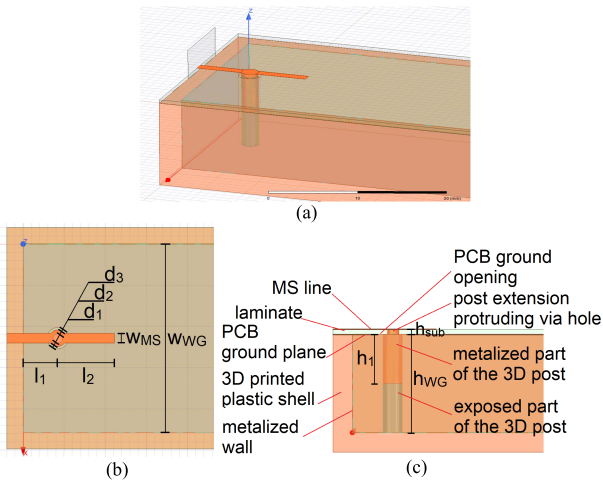 z
0
10
20 (mm)
(a)
z
d3
d2
d1
WMS
WWG
l1
l2
x
(b)
PCB ground
opening
MS line
post extension
protruding via hole
laminate
PCB
ground plane
hsub
h1
metalized part
of the 3D post
hWG
3D printed
plastic shell
exposed part
of the 3D post
metalized
wall
(c)